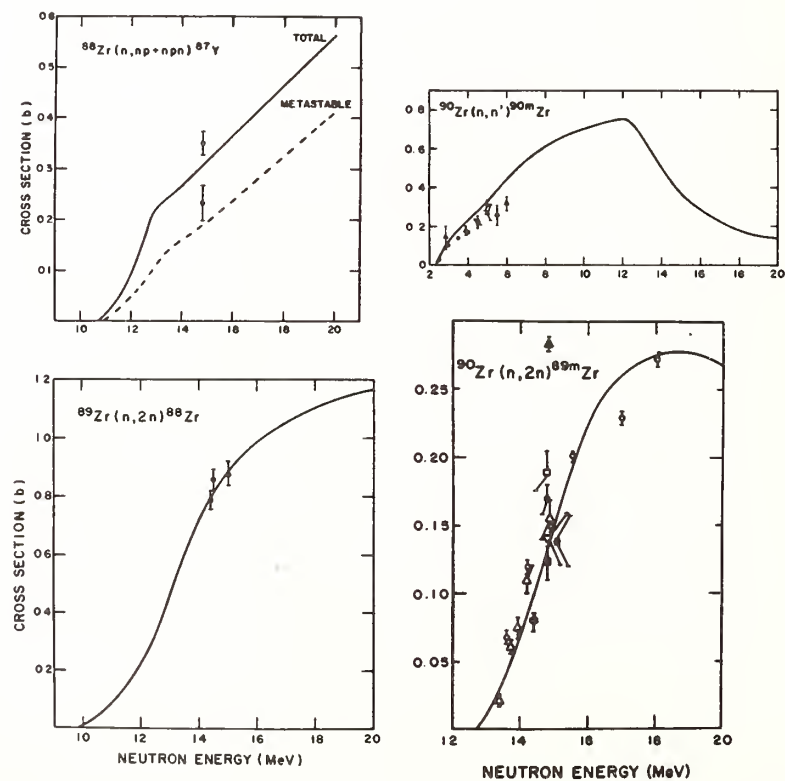 0.6
0.5
0.4
0.3
0.2
0.1
CROSS SECTION (b)
⁸⁸Zr(n,np+npn)⁸⁷Y
TOTAL
METASTABLE
10 12 14 16 18 20
0.8
0.6
0.4
0.2
0
⁹⁰Zr(n,n')⁹⁰ᵐZr
2 4 6 8 10 12 14 16 18 20
1.2
1.0
0.8
0.6
0.4
0.2
CROSS SECTION (b)
⁸⁹Zr(n,2n)⁸⁸Zr
10 12 14 16 18 20
NEUTRON ENERGY (MeV)
0.25
0.20
0.15
0.10
0.05
⁹⁰Zr(n,2n)⁸⁹ᵐZr
12 14 16 18 20
NEUTRON ENERGY (MeV)